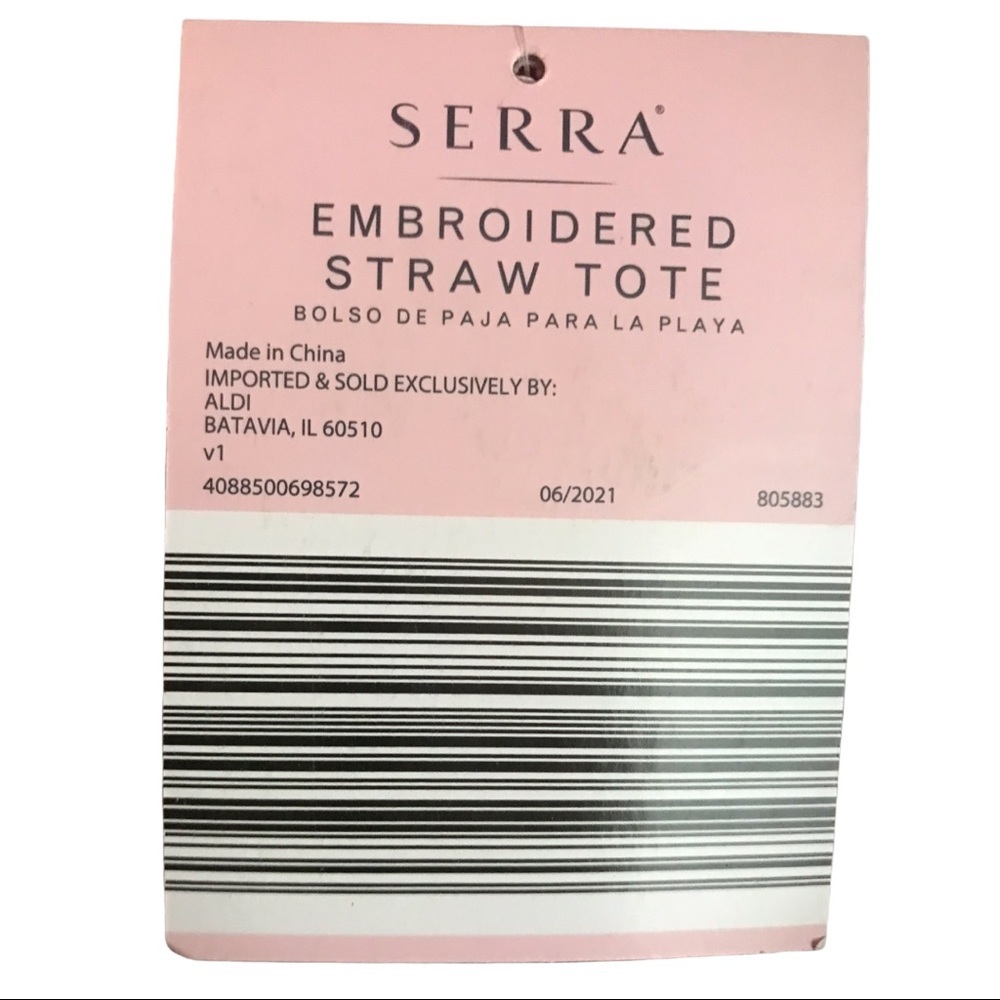 SERRA®
EMBROIDERED
STRAW TOTE
BOLSO DE PAJA PARA LA PLAYA
Made in China
IMPORTED & SOLD EXCLUSIVELY BY:
ALDI
BATAVIA, IL 60510
v1
4088500698572 06/2021 805883